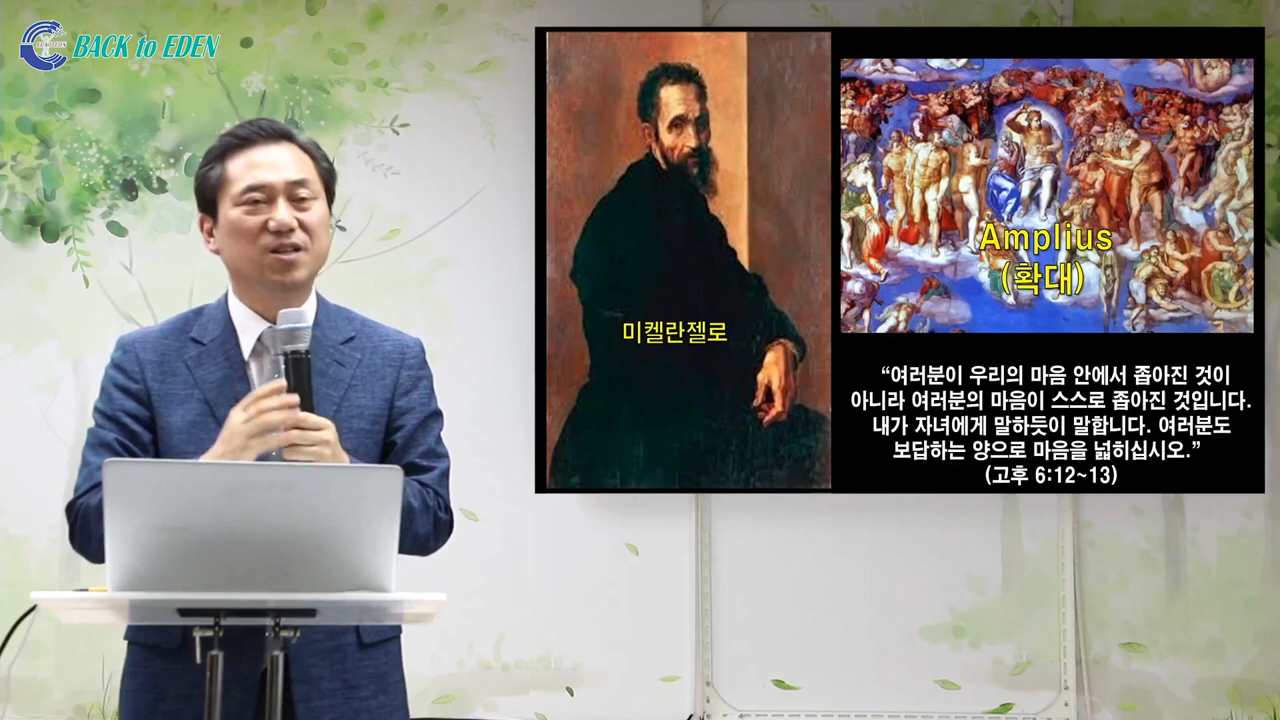 BACK to EDEN
미켈란젤로
Amplius
(확대)
“여러분이 우리의 마음 안에서 좁아진 것이
아니라 여러분의 마음이 스스로 좁아진 것입니다.
내가 자녀에게 말하듯이 말합니다. 여러분도
보답하는 양으로 마음을 넓히십시오.”
(고후 6:12~13)